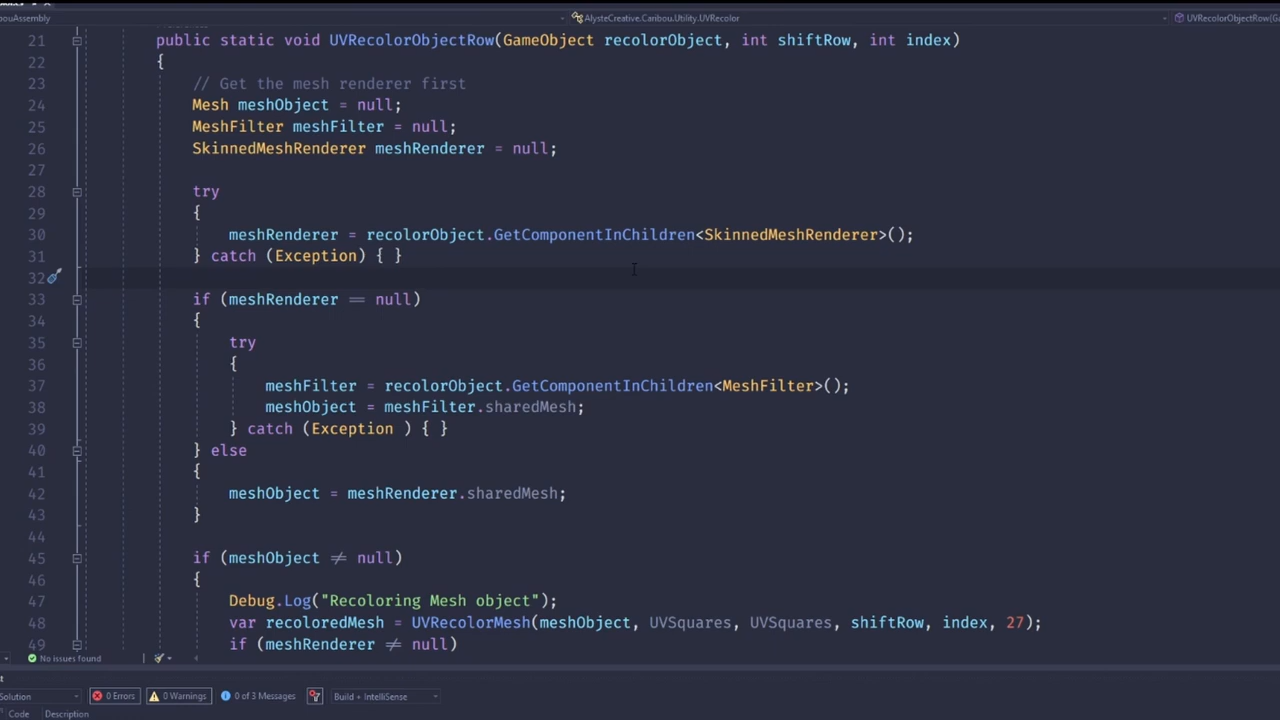 ouAssembly
AlysteCreative.Caribou.Utility.UVRecolor
UVRecolorObjectRow(G
21 public static void UVRecolorObjectRow(GameObject recolorObject, int shiftRow, int index)
22 {
23 // Get the mesh renderer first
24 Mesh meshObject = null;
25 MeshFilter meshFilter = null;
26 SkinnedMeshRenderer meshRenderer = null;
27
28 try
29 {
30 meshRenderer = recolorObject.GetComponentInChildren<SkinnedMeshRenderer>();
31 } catch (Exception) { }
32
33 if (meshRenderer == null)
34 {
35 try
36 {
37 meshFilter = recolorObject.GetComponentInChildren<MeshFilter>();
38 meshObject = meshFilter.sharedMesh;
39 } catch (Exception ) { }
40 } else
41 {
42 meshObject = meshRenderer.sharedMesh;
43 }
44
45 if (meshObject ≠ null)
46 {
47 Debug.Log("Recoloring Mesh object");
48 var recoloredMesh = UVRecolorMesh(meshObject, UVSquares, UVSquares, shiftRow, index, 27);
49 if (meshRenderer ≠ null)
No issues found
t
Solution
0 Errors
0 Warnings
0 of 3 Messages
Build + IntelliSense
Code
Description